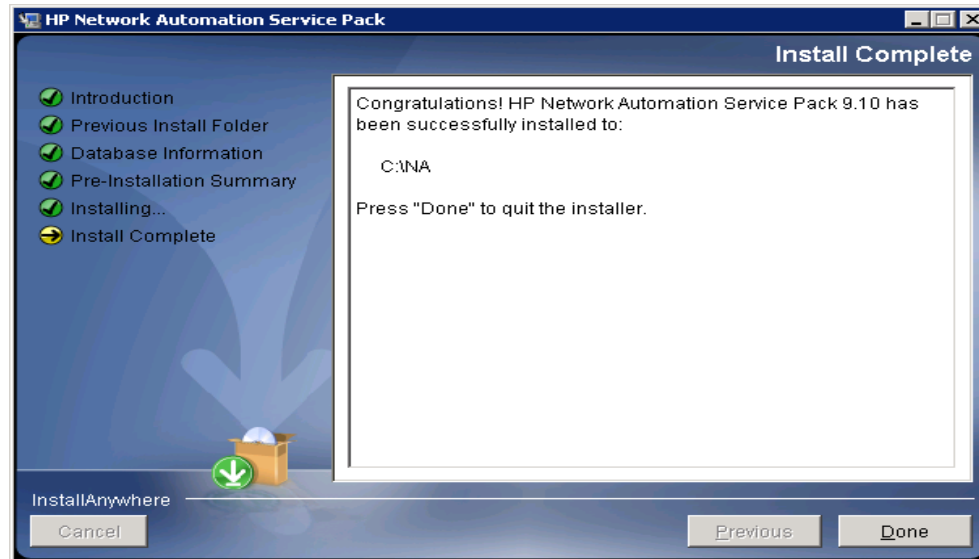 HP Network Automation Service Pack
Install Complete
Introduction
Previous Install Folder
Database Information
Pre-Installation Summary
Installing...
Install Complete
Congratulations! HP Network Automation Service Pack 9.10 has
been successfully installed to:
C:\NA
Press "Done" to quit the installer.
InstallAnywhere
Cancel
Previous
Done